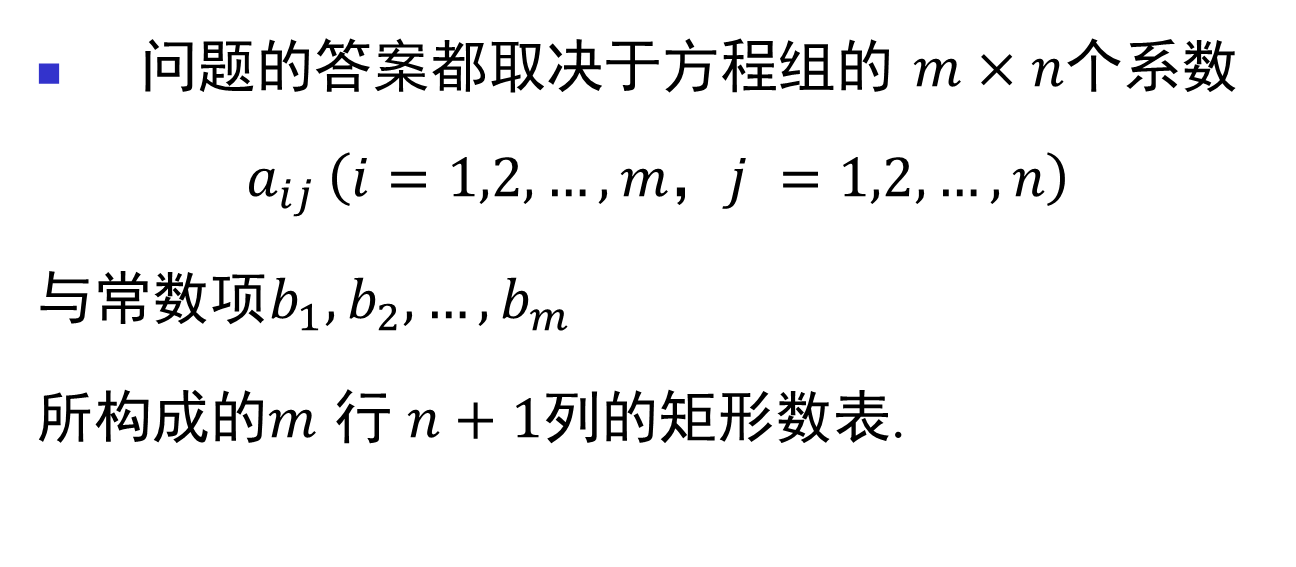 ▪ 问题的答案都取决于方程组的 m × n个系数
a_{ij} (i = 1,2, … , m，j = 1,2, … , n)
与常数项b_1, b_2, … , b_m
所构成的m 行 n + 1列的矩形数表.